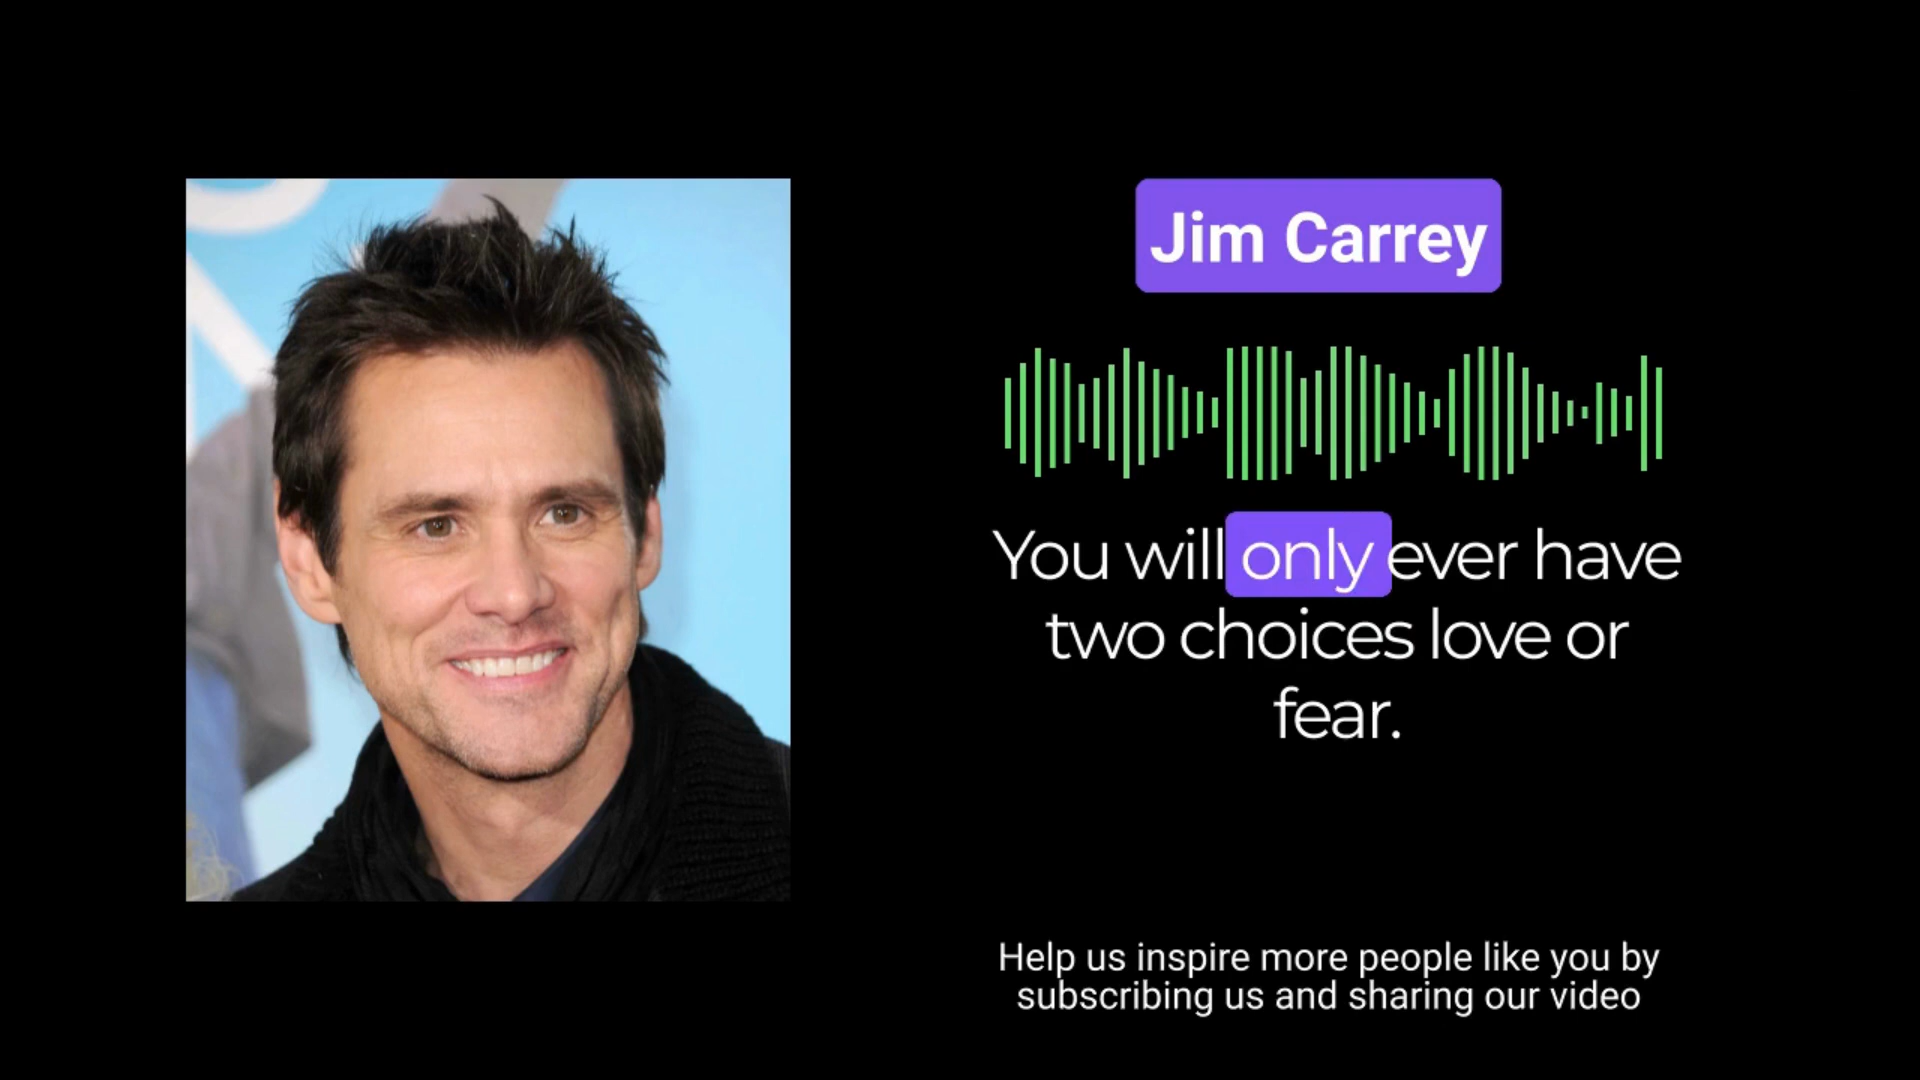 Jim Carrey
You will only ever have
two choices love or
fear.
Help us inspire more people like you by
subscribing us and sharing our video